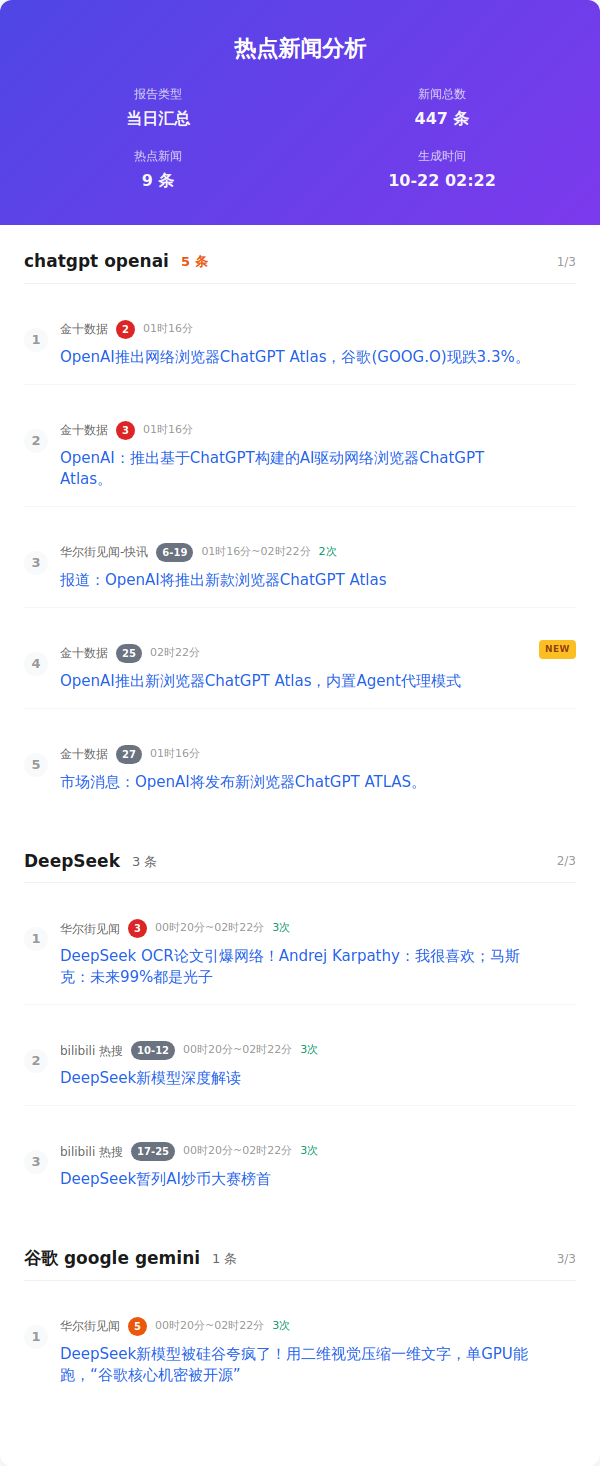 热点新闻分析
报告类型
新闻总数
当日汇总
447 条
热点新闻
生成时间
9 条
10-22 02:22
chatgpt openai 5 条 1/3
1
金十数据 2 01时16分
OpenAI推出网络浏览器ChatGPT Atlas，谷歌(GOOG.O)现跌3.3%。
2
金十数据 3 01时16分
OpenAI：推出基于ChatGPT构建的AI驱动网络浏览器ChatGPT
Atlas。
3
华尔街见闻-快讯 6-19 01时16分~02时22分 2次
报道：OpenAI将推出新款浏览器ChatGPT Atlas
4
金十数据 25 02时22分 NEW
OpenAI推出新浏览器ChatGPT Atlas，内置Agent代理模式
5
金十数据 27 01时16分
市场消息：OpenAI将发布新浏览器ChatGPT ATLAS。
DeepSeek 3 条 2/3
1
华尔街见闻 3 00时20分~02时22分 3次
DeepSeek OCR论文引爆网络！Andrej Karpathy：我很喜欢；马斯
克：未来99%都是光子
2
bilibili 热搜 10-12 00时20分~02时22分 3次
DeepSeek新模型深度解读
3
bilibili 热搜 17-25 00时20分~02时22分 3次
DeepSeek暂列AI炒币大赛榜首
谷歌 google gemini 1 条 3/3
1
华尔街见闻 5 00时20分~02时22分 3次
DeepSeek新模型被硅谷夸疯了！用二维视觉压缩一维文字，单GPU能
跑，“谷歌核心机密被开源”